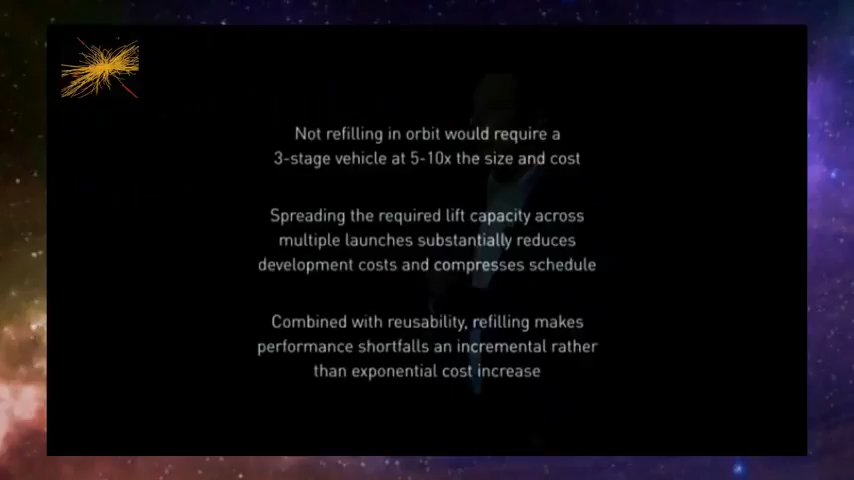 Not refilling in orbit would require a
3-stage vehicle at 5-10x the size and cost
Spreading the required lift capacity across
multiple launches substantially reduces
development costs and compresses schedule
Combined with reusability, refilling makes
performance shortfalls an incremental rather
than exponential cost increase